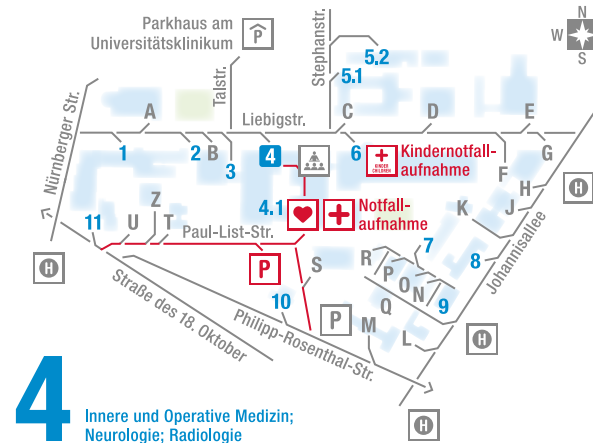 Parkhaus am
Universitätsklinikum
P
N
W
S
Stephanstr.
5.2
5.1
Talstr.
Nürnberger Str.
A
Liebigstr.
C
D
E
1
2
B
3
4
6
KINDER
CHILDREN
Kindernotfall-
aufnahme
F
G
H
H
4.1
Notfall-
aufnahme
K
J
Johannisallee
11
U
Z
T
Paul-List-Str.
7
8
H
P
S
R
P
O
N
9
Straße des 18. Oktober
10
Philipp-Rosenthal-Str.
P
Q
M
L
H
H
4
Innere und Operative Medizin;
Neurologie; Radiologie